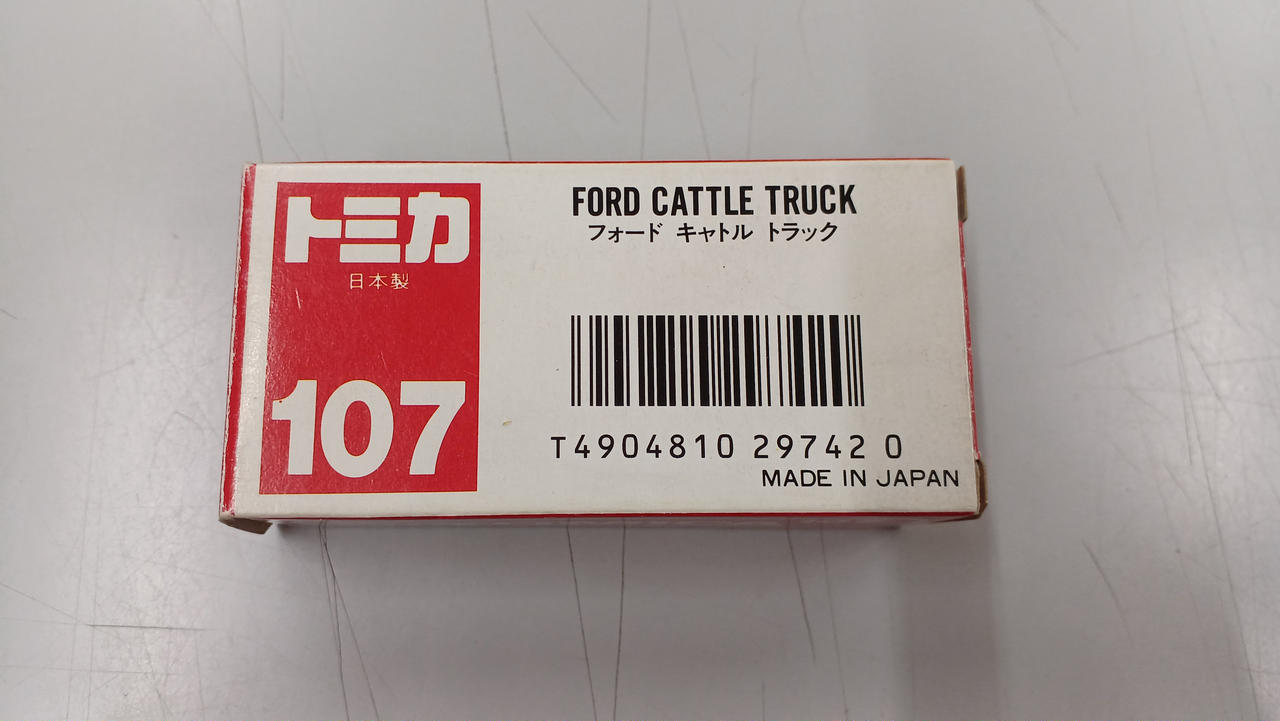 トミカ
日本製
107
FORD CATTLE TRUCK
フォード キャトル トラック
T4904810 29742 0
MADE IN JAPAN